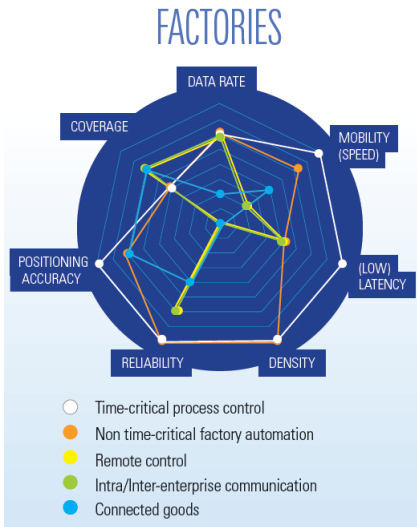 FACTORIES
DATA RATE
COVERAGE
MOBILITY
(SPEED)
POSITIONING
ACCURACY
(LOW)
LATENCY
RELIABILITY
DENSITY
Time-critical process control
Non time-critical factory automation
Remote control
Intra/Inter-enterprise communication
Connected goods